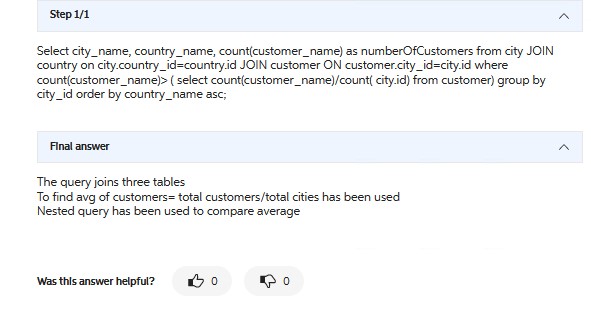 Step 1/1
Select city_name, country_name, count(customer_name) as numberOfCustomers from city JOIN
country on city.country_id=country.id JOIN customer ON customer.city_id=city.id where
count(customer_name)> ( select count(customer_name)/count( city.id) from customer) group by
city_id order by country_name asc;
Final answer
The query joins three tables
To find avg of customers= total customers/total cities has been used
Nested query has been used to compare average
Was this answer helpful? 0 0